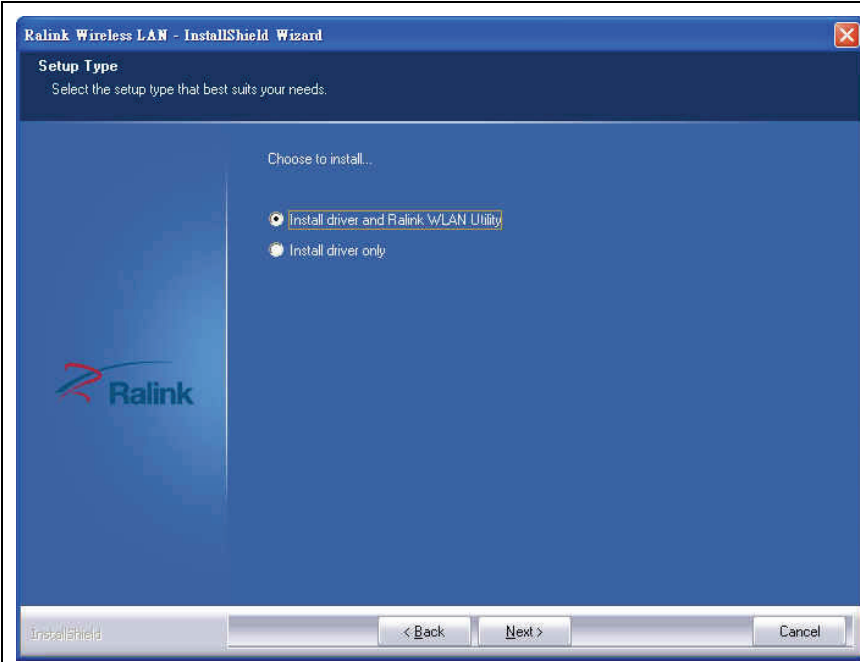 Ralink Wireless LAN - InstallShield Wizard
Setup Type
Select the setup type that best suits your needs.
Choose to install...
Install driver and Ralink WLAN Utility
Install driver only
Ralink
InstallShield
< Back
Next >
Cancel